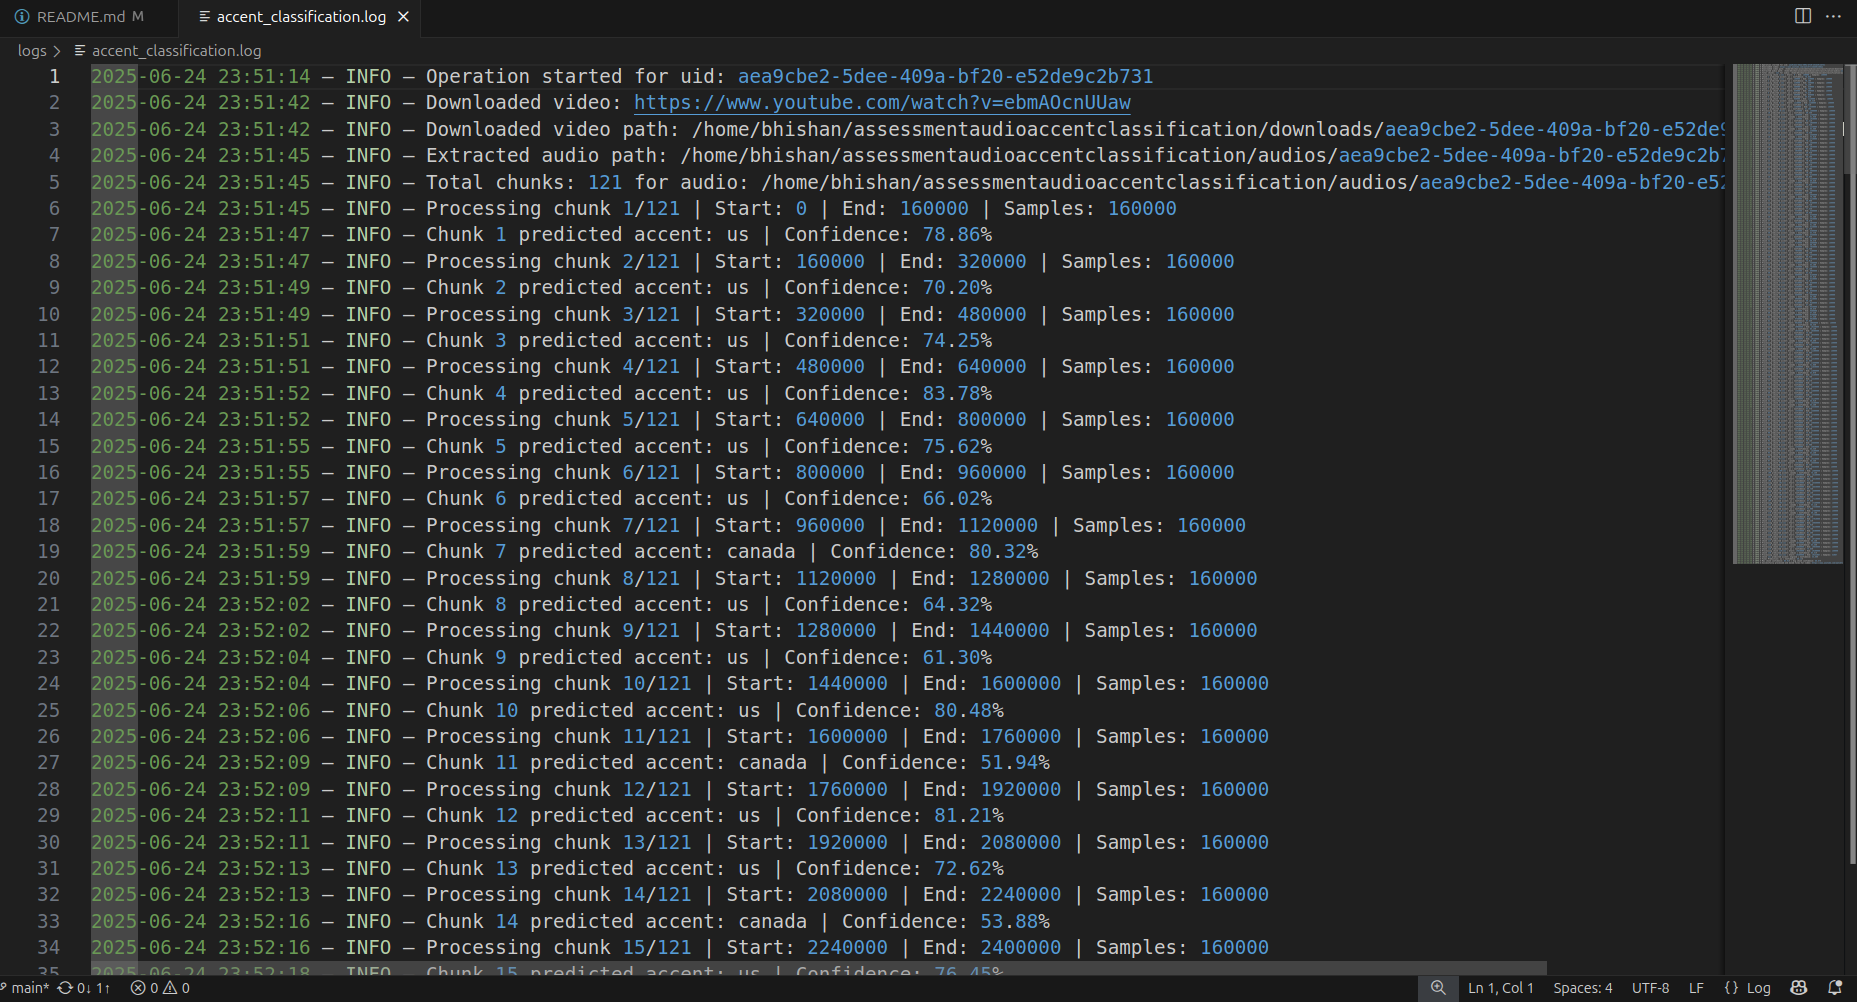 README.md M
accent_classification.log
logs > accent_classification.log
1 2025-06-24 23:51:14 – INFO – Operation started for uid: aea9cbe2-5dee-409a-bf20-e52de9c2b731
2 2025-06-24 23:51:42 – INFO – Downloaded video: https://www.youtube.com/watch?v=ebmAOcnUUaw
3 2025-06-24 23:51:42 – INFO – Downloaded video path: /home/bhishan/assessmentaudioaccentclassification/downloads/aea9cbe2-5dee-409a-bf20-e52de9
4 2025-06-24 23:51:45 – INFO – Extracted audio path: /home/bhishan/assessmentaudioaccentclassification/audios/aea9cbe2-5dee-409a-bf20-e52de9c2b7
5 2025-06-24 23:51:45 – INFO – Total chunks: 121 for audio: /home/bhishan/assessmentaudioaccentclassification/audios/aea9cbe2-5dee-409a-bf20-e52
6 2025-06-24 23:51:45 – INFO – Processing chunk 1/121 | Start: 0 | End: 160000 | Samples: 160000
7 2025-06-24 23:51:47 – INFO – Chunk 1 predicted accent: us | Confidence: 78.86%
8 2025-06-24 23:51:47 – INFO – Processing chunk 2/121 | Start: 160000 | End: 320000 | Samples: 160000
9 2025-06-24 23:51:49 – INFO – Chunk 2 predicted accent: us | Confidence: 70.20%
10 2025-06-24 23:51:49 – INFO – Processing chunk 3/121 | Start: 320000 | End: 480000 | Samples: 160000
11 2025-06-24 23:51:51 – INFO – Chunk 3 predicted accent: us | Confidence: 74.25%
12 2025-06-24 23:51:51 – INFO – Processing chunk 4/121 | Start: 480000 | End: 640000 | Samples: 160000
13 2025-06-24 23:51:52 – INFO – Chunk 4 predicted accent: us | Confidence: 83.78%
14 2025-06-24 23:51:52 – INFO – Processing chunk 5/121 | Start: 640000 | End: 800000 | Samples: 160000
15 2025-06-24 23:51:55 – INFO – Chunk 5 predicted accent: us | Confidence: 75.62%
16 2025-06-24 23:51:55 – INFO – Processing chunk 6/121 | Start: 800000 | End: 960000 | Samples: 160000
17 2025-06-24 23:51:57 – INFO – Chunk 6 predicted accent: us | Confidence: 66.02%
18 2025-06-24 23:51:57 – INFO – Processing chunk 7/121 | Start: 960000 | End: 1120000 | Samples: 160000
19 2025-06-24 23:51:59 – INFO – Chunk 7 predicted accent: canada | Confidence: 80.32%
20 2025-06-24 23:51:59 – INFO – Processing chunk 8/121 | Start: 1120000 | End: 1280000 | Samples: 160000
21 2025-06-24 23:52:02 – INFO – Chunk 8 predicted accent: us | Confidence: 64.32%
22 2025-06-24 23:52:02 – INFO – Processing chunk 9/121 | Start: 1280000 | End: 1440000 | Samples: 160000
23 2025-06-24 23:52:04 – INFO – Chunk 9 predicted accent: us | Confidence: 61.30%
24 2025-06-24 23:52:04 – INFO – Processing chunk 10/121 | Start: 1440000 | End: 1600000 | Samples: 160000
25 2025-06-24 23:52:06 – INFO – Chunk 10 predicted accent: us | Confidence: 80.48%
26 2025-06-24 23:52:06 – INFO – Processing chunk 11/121 | Start: 1600000 | End: 1760000 | Samples: 160000
27 2025-06-24 23:52:09 – INFO – Chunk 11 predicted accent: canada | Confidence: 51.94%
28 2025-06-24 23:52:09 – INFO – Processing chunk 12/121 | Start: 1760000 | End: 1920000 | Samples: 160000
29 2025-06-24 23:52:11 – INFO – Chunk 12 predicted accent: us | Confidence: 81.21%
30 2025-06-24 23:52:11 – INFO – Processing chunk 13/121 | Start: 1920000 | End: 2080000 | Samples: 160000
31 2025-06-24 23:52:13 – INFO – Chunk 13 predicted accent: us | Confidence: 72.62%
32 2025-06-24 23:52:13 – INFO – Processing chunk 14/121 | Start: 2080000 | End: 2240000 | Samples: 160000
33 2025-06-24 23:52:16 – INFO – Chunk 14 predicted accent: canada | Confidence: 53.88%
34 2025-06-24 23:52:16 – INFO – Processing chunk 15/121 | Start: 2240000 | End: 2400000 | Samples: 160000
35 2025-06-24 23:52:18 – INFO – Chunk 15 predicted accent: us | Confidence: 76.45%
main* 0↓ 1↑ 0 0 Ln 1, Col 1 Spaces: 4 UTF-8 LF {} Log